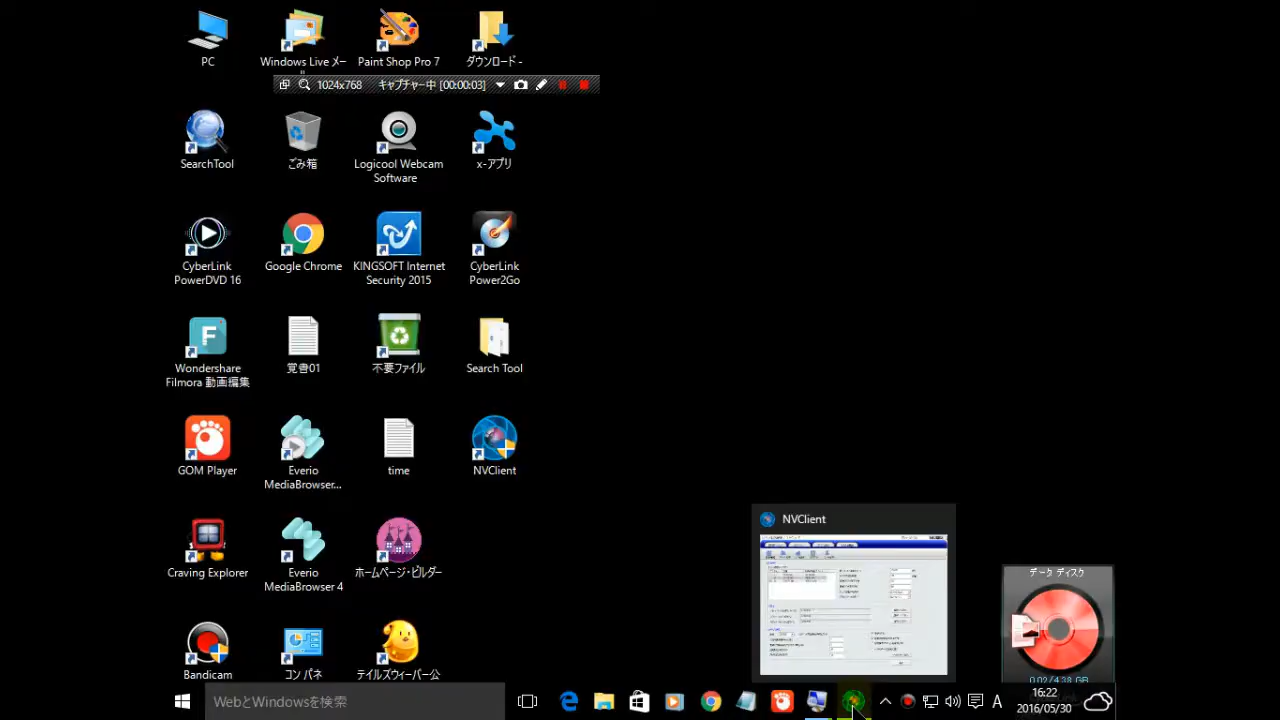 PC
Windows Live メー
Paint Shop Pro 7
ダウンロード -
1024x768 キャプチャー中 [00:00:03]
SearchTool
ごみ箱
Logicool Webcam
Software
x-アプリ
CyberLink
PowerDVD 16
Google Chrome
KINGSOFT Internet
Security 2015
CyberLink
Power2Go
Wondershare
Filmora 動画編集
覚書01
不要ファイル
Search Tool
GOM Player
Everio
MediaBrowser...
time
NVClient
NVClient
Craving Explorer
Everio
MediaBrowser 4
ホームページ・ビルダー
データ ディスク
Bandicam
コン パネ
テイルズウィーバー公
0.02/4.38 GB
WebとWindowsを検索
A
16:22
2016/05/30